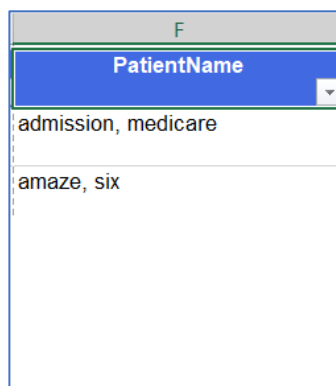 F
PatientName
admission, medicare
amaze, six